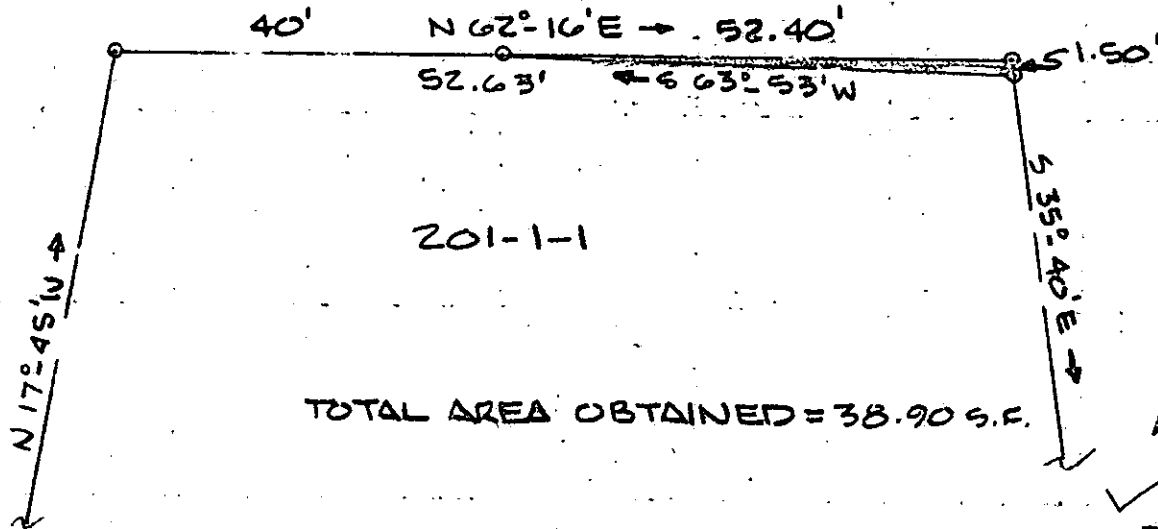 40'
N 62°-16'E → 52.40'
52.63'
← S 63°-53'W
1.50'
S 35°-40'E →
201-1-1
N 17°-45'W →
TOTAL AREA OBTAINED = 38.90 S.F.